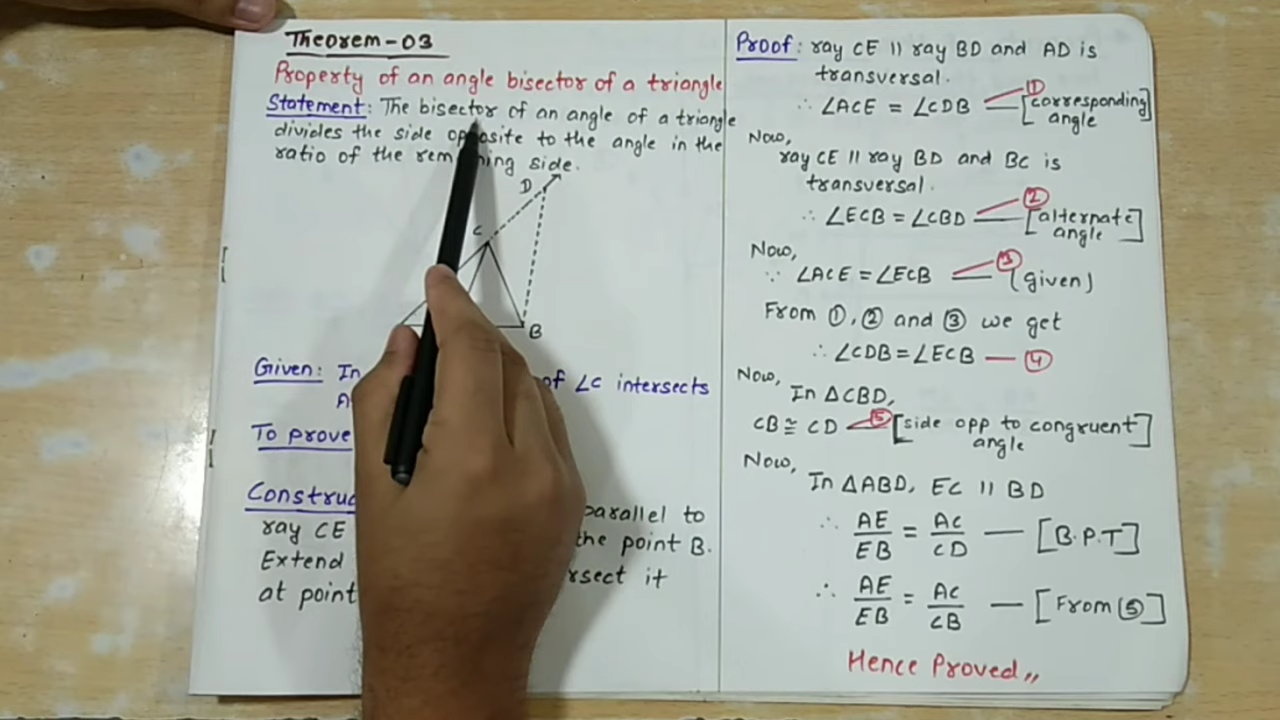 Theorem-03
Property of an angle bisector of a triangle
Statement: The bisector of an angle of a triangle
divides the side opposite to the angle in the
ratio of the side.
D
C
B
Given: In of ∠C intersects
A
To prove
parallel to
ray CE the point B.
Extend it
at point
Proof: ray CE || ray BD and AD is
transversal.
∴ ∠ACE = ∠CDB — ① [corresponding angle]
Now,
ray CE || ray BD and BC is
transversal.
∴ ∠ECB = ∠CBD — ② [alternate angle]
Now,
∵ ∠ACE = ∠ECB — ③ (given)
From ①, ② and ③ we get
∴ ∠CDB = ∠ECB — ④
Now,
In △CBD,
CB ≅ CD — ⑤ [side opp to congruent angle]
Now,
In △ABD, EC || BD
∴ AE/EB = AC/CD — [B.P.T]
∴ AE/EB = AC/CB — [From ⑤]
Hence Proved,,